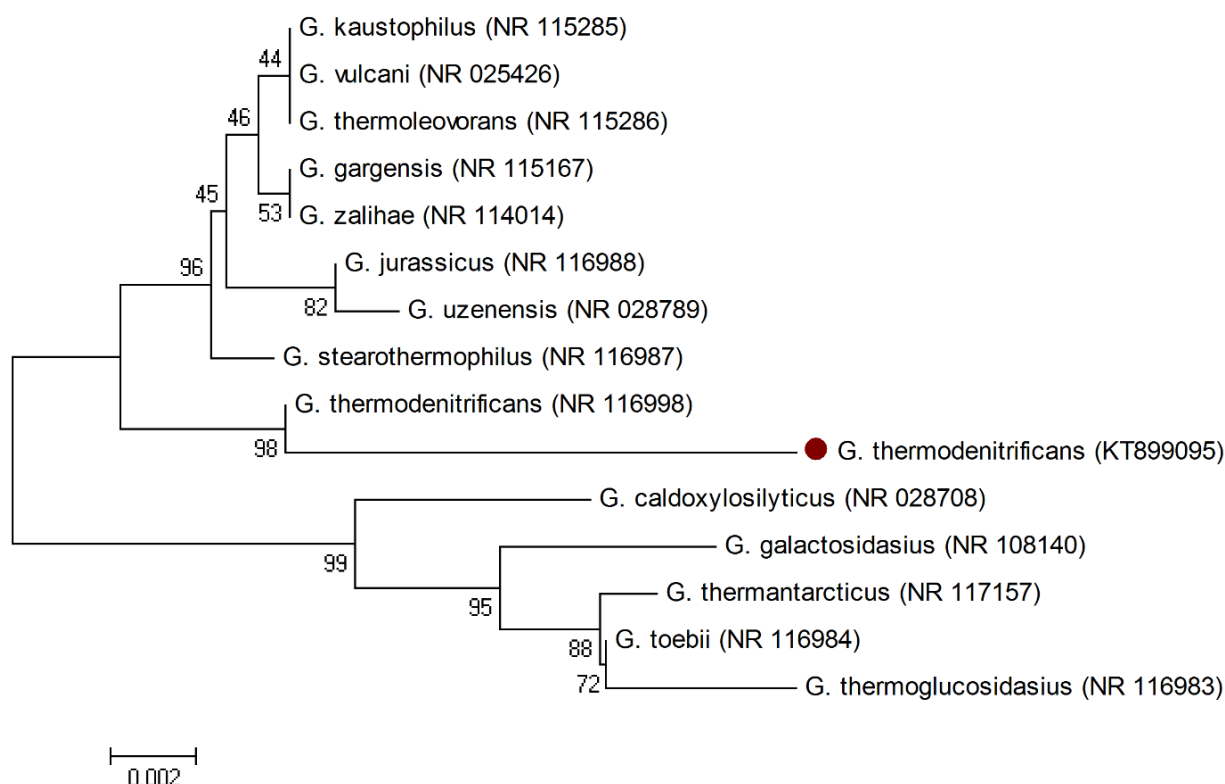 G. kaustophilus (NR 115285)
44
G. vulcani (NR 025426)
46
G. thermoleovorans (NR 115286)
G. gargensis (NR 115167)
45
53
G. zalihae (NR 114014)
96
G. jurassicus (NR 116988)
82
G. uzenensis (NR 028789)
G. stearothermophilus (NR 116987)
G. thermodenitrificans (NR 116998)
98
G. thermodenitrificans (KT899095)
G. caldoxylosilyticus (NR 028708)
99
G. galactosidasius (NR 108140)
95
G. thermantarcticus (NR 117157)
88
G. toebii (NR 116984)
72
G. thermoglucosidasius (NR 116983)
0.002